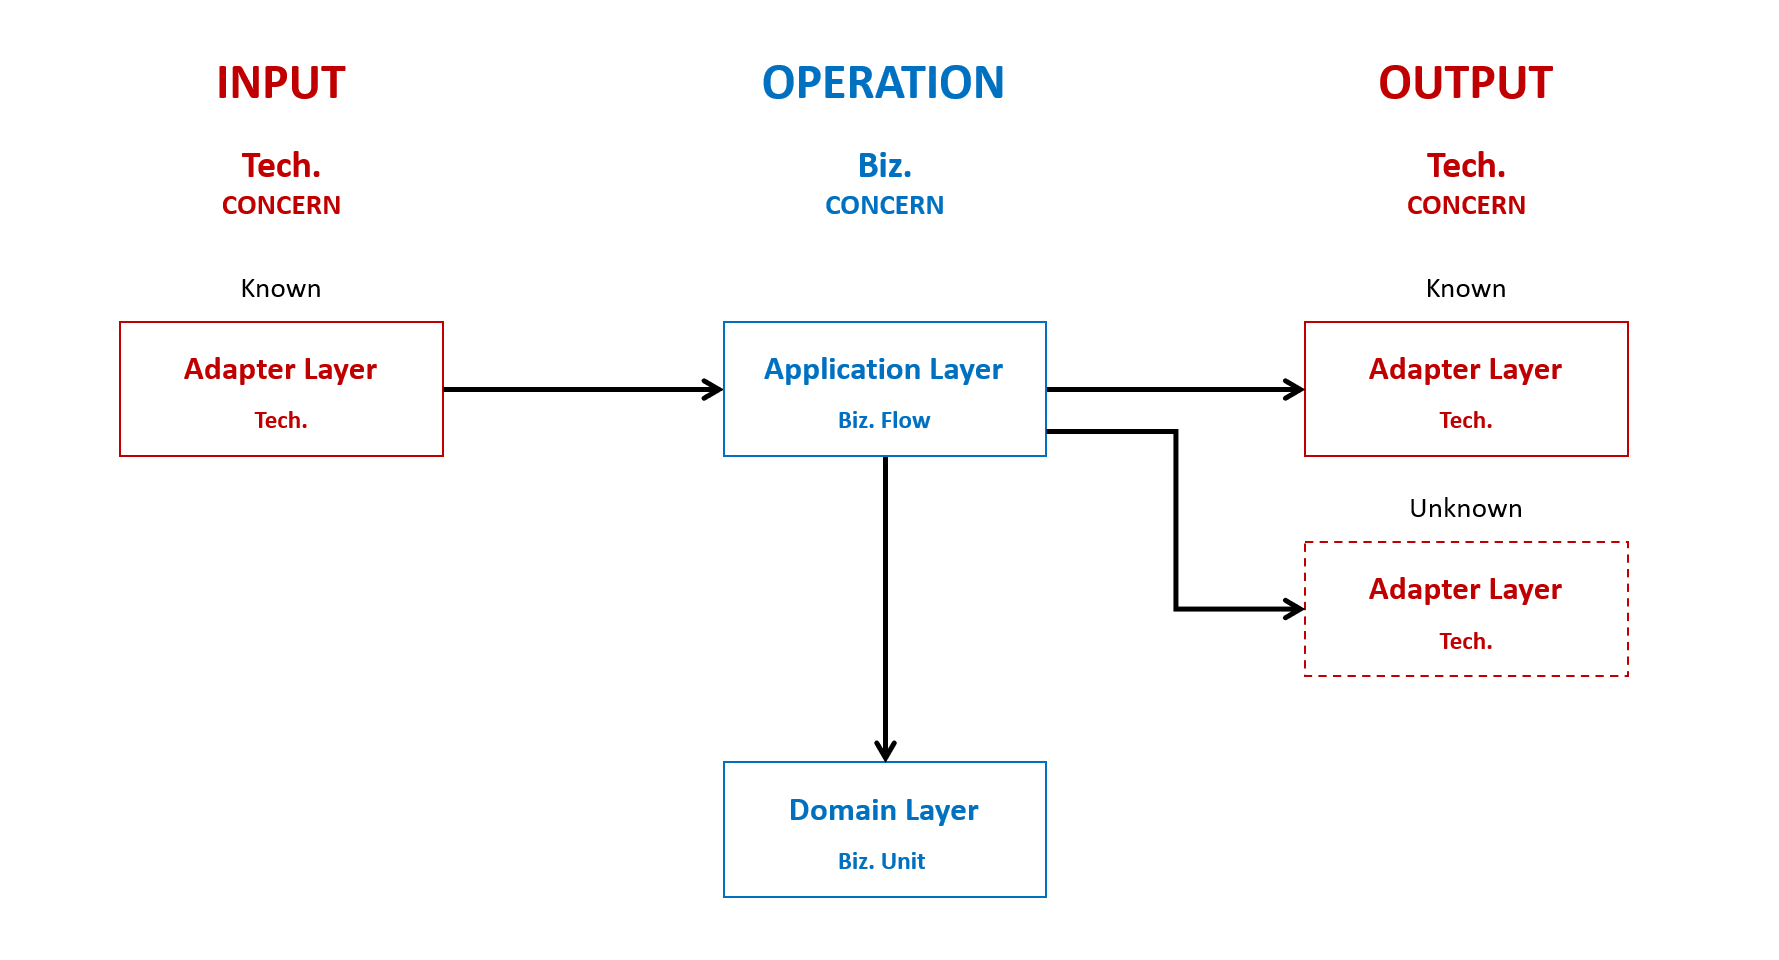 INPUT
OPERATION
OUTPUT
Tech.
CONCERN
Biz.
CONCERN
Tech.
CONCERN
Known
Adapter Layer
Tech.
Application Layer
Biz. Flow
Known
Adapter Layer
Tech.
Unknown
Adapter Layer
Tech.
Domain Layer
Biz. Unit